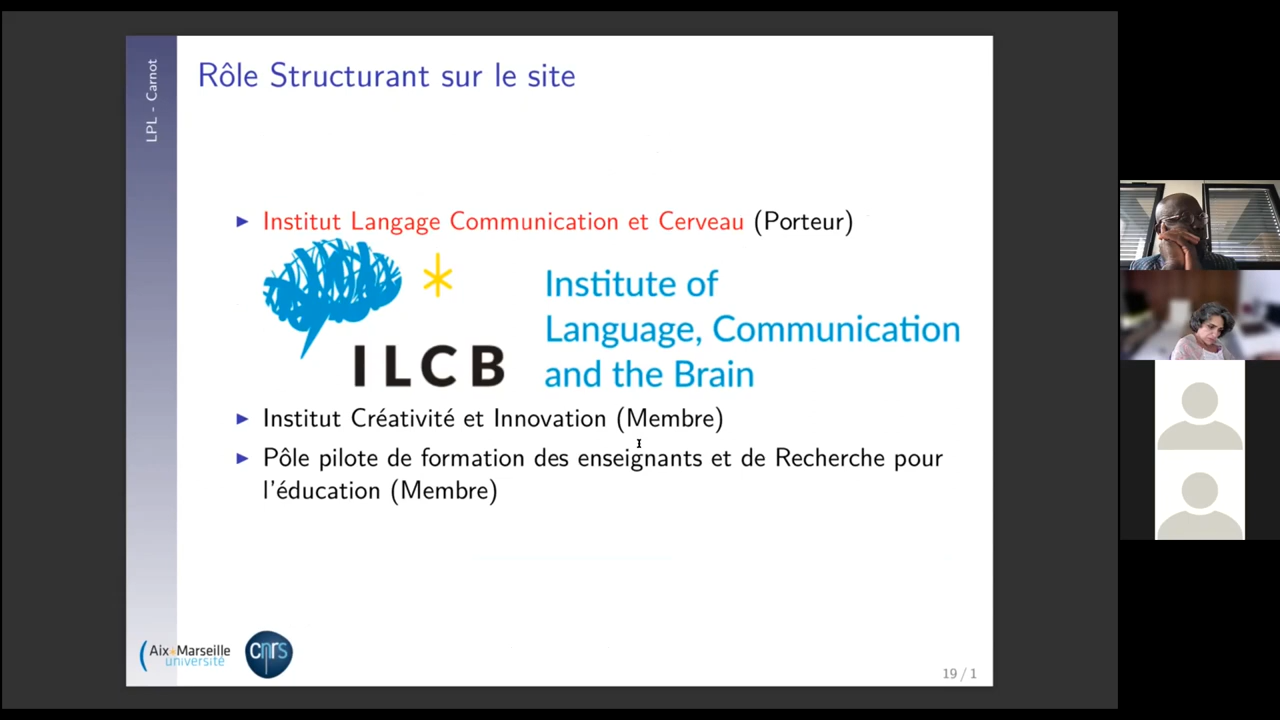 LPL - Carnot
Rôle Structurant sur le site
Institut Langage Communication et Cerveau (Porteur)
ILCB
Institute of
Language, Communication
and the Brain
Institut Créativité et Innovation (Membre)
Pôle pilote de formation des enseignants et de Recherche pour
l'éducation (Membre)
Aix*Marseille
université
cnrs
19 / 1